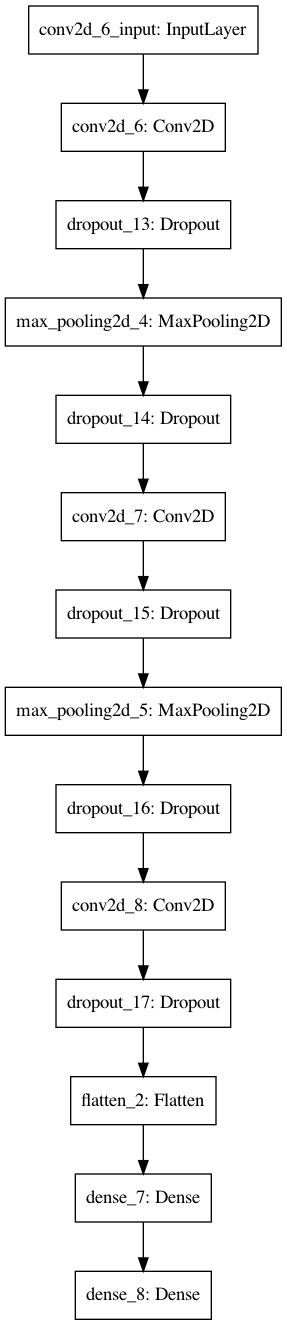 conv2d_6_input: InputLayer
conv2d_6: Conv2D
dropout_13: Dropout
max_pooling2d_4: MaxPooling2D
dropout_14: Dropout
conv2d_7: Conv2D
dropout_15: Dropout
max_pooling2d_5: MaxPooling2D
dropout_16: Dropout
conv2d_8: Conv2D
dropout_17: Dropout
flatten_2: Flatten
dense_7: Dense
dense_8: Dense